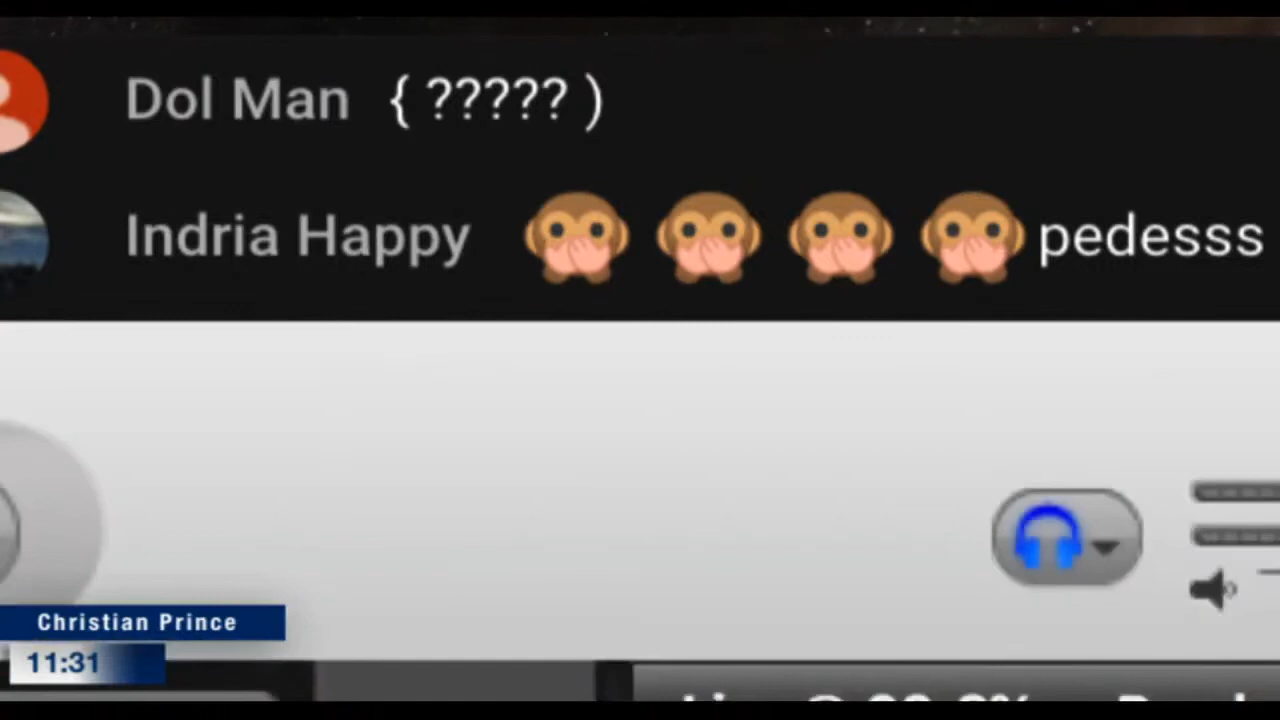 Dol Man { ????? )
Indria Happy 🙊 🙊 🙊 🙊 pedesss
Christian Prince
11:31